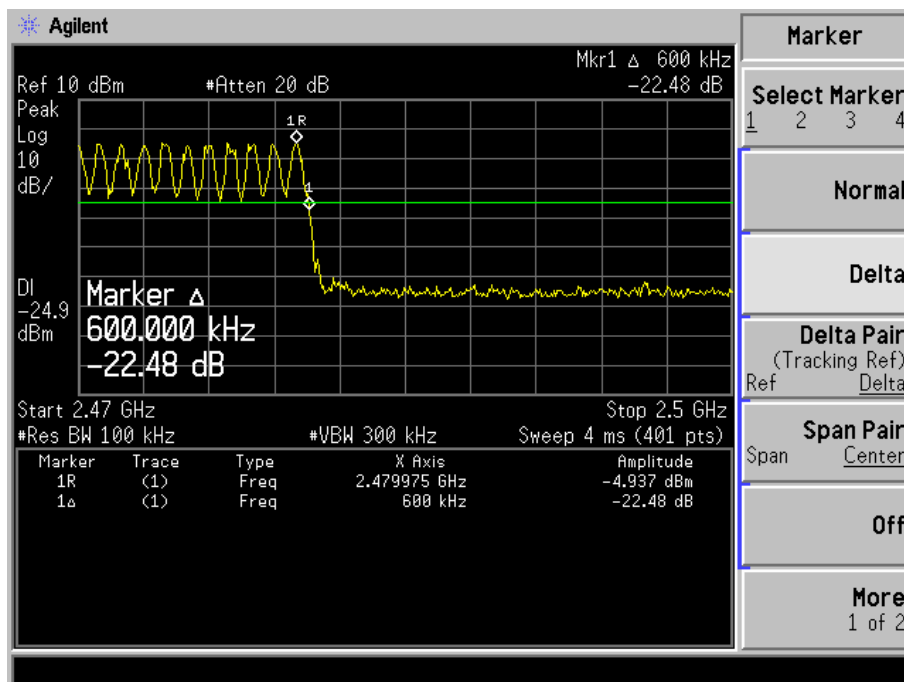 Agilent
Marker
Mkr1 Δ 600 kHz
Ref 10 dBm #Atten 20 dB -22.48 dB
Peak
Log
10
dB/
1R
1
DI
-24.9
dBm
Marker Δ
600.000 kHz
-22.48 dB
Start 2.47 GHz Stop 2.5 GHz
#Res BW 100 kHz #VBW 300 kHz Sweep 4 ms (401 pts)
Marker Trace Type X Axis Amplitude
1R (1) Freq 2.479975 GHz -4.937 dBm
1Δ (1) Freq 600 kHz -22.48 dB
Select Marker
1 2 3 4
Normal
Delta
Delta Pair
(Tracking Ref)
Ref Delta
Span Pair
Span Center
Off
More
1 of 2